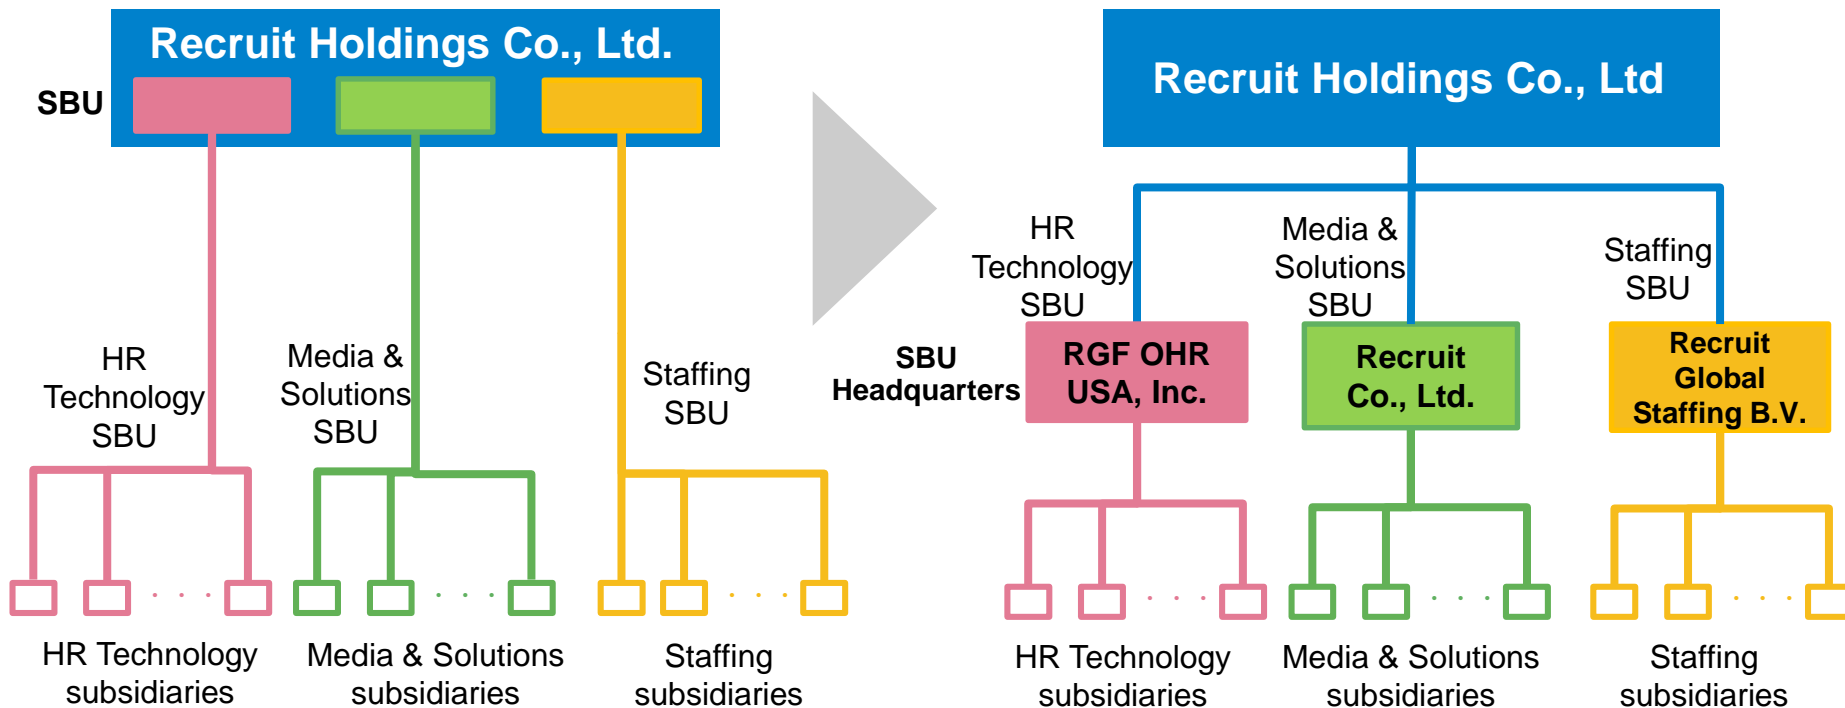 Recruit Holdings Co., Ltd.
SBU
HR
Technology
SBU
Media &
Solutions
SBU
Staffing
SBU
. . .
. . .
. . .
HR Technology
subsidiaries
Media & Solutions
subsidiaries
Staffing
subsidiaries
Recruit Holdings Co., Ltd
HR
Technology
SBU
Media &
Solutions
SBU
Staffing
SBU
SBU
Headquarters
RGF OHR
USA, Inc.
Recruit
Co., Ltd.
Recruit
Global
Staffing B.V.
. . .
. . .
. . .
HR Technology
subsidiaries
Media & Solutions
subsidiaries
Staffing
subsidiaries